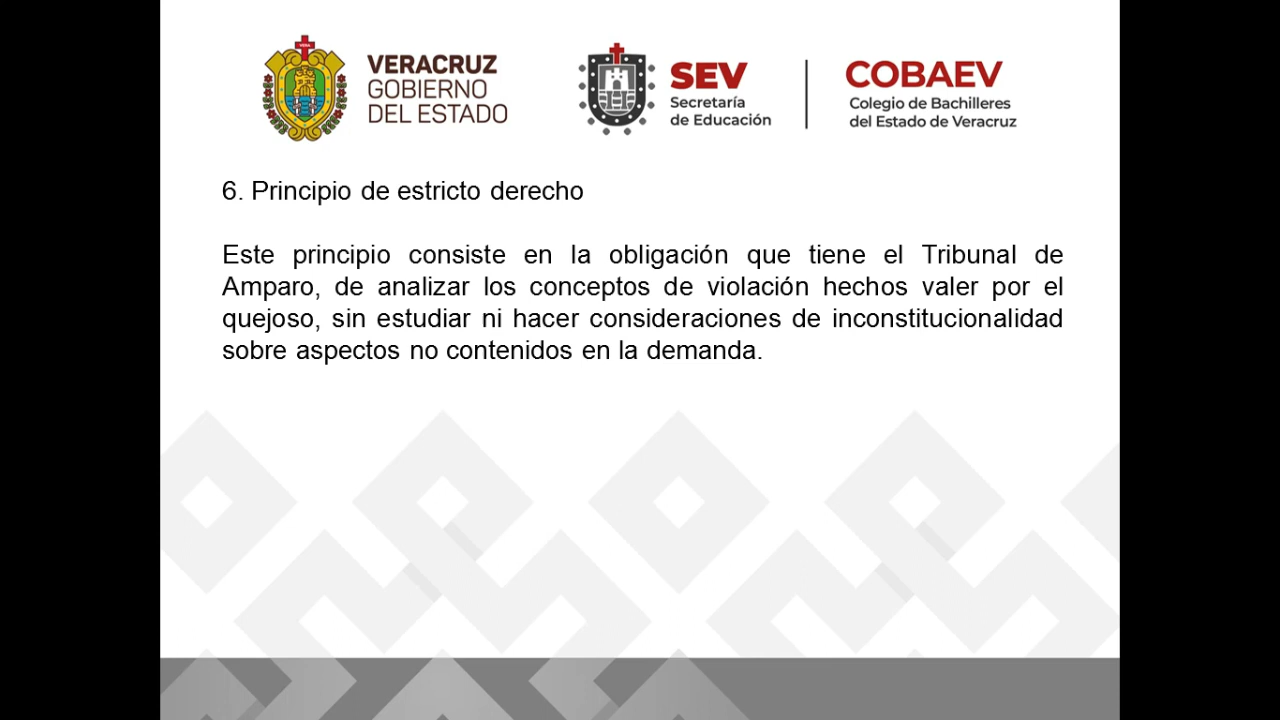 VERACRUZ
GOBIERNO
DEL ESTADO
SEV
Secretaría
de Educación
COBAEV
Colegio de Bachilleres
del Estado de Veracruz
6. Principio de estricto derecho
Este principio consiste en la obligación que tiene el Tribunal de
Amparo, de analizar los conceptos de violación hechos valer por el
quejoso, sin estudiar ni hacer consideraciones de inconstitucionalidad
sobre aspectos no contenidos en la demanda.